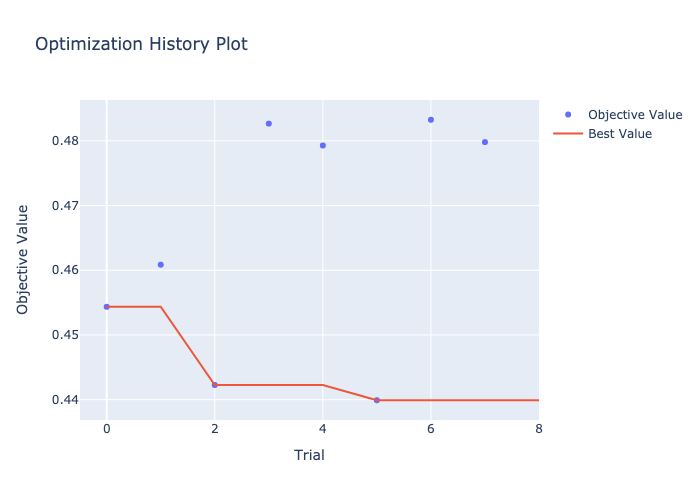 Optimization History Plot
Objective Value
Best Value
0.48
0.47
0.46
0.45
0.44
Objective Value
0
2
4
6
8
Trial